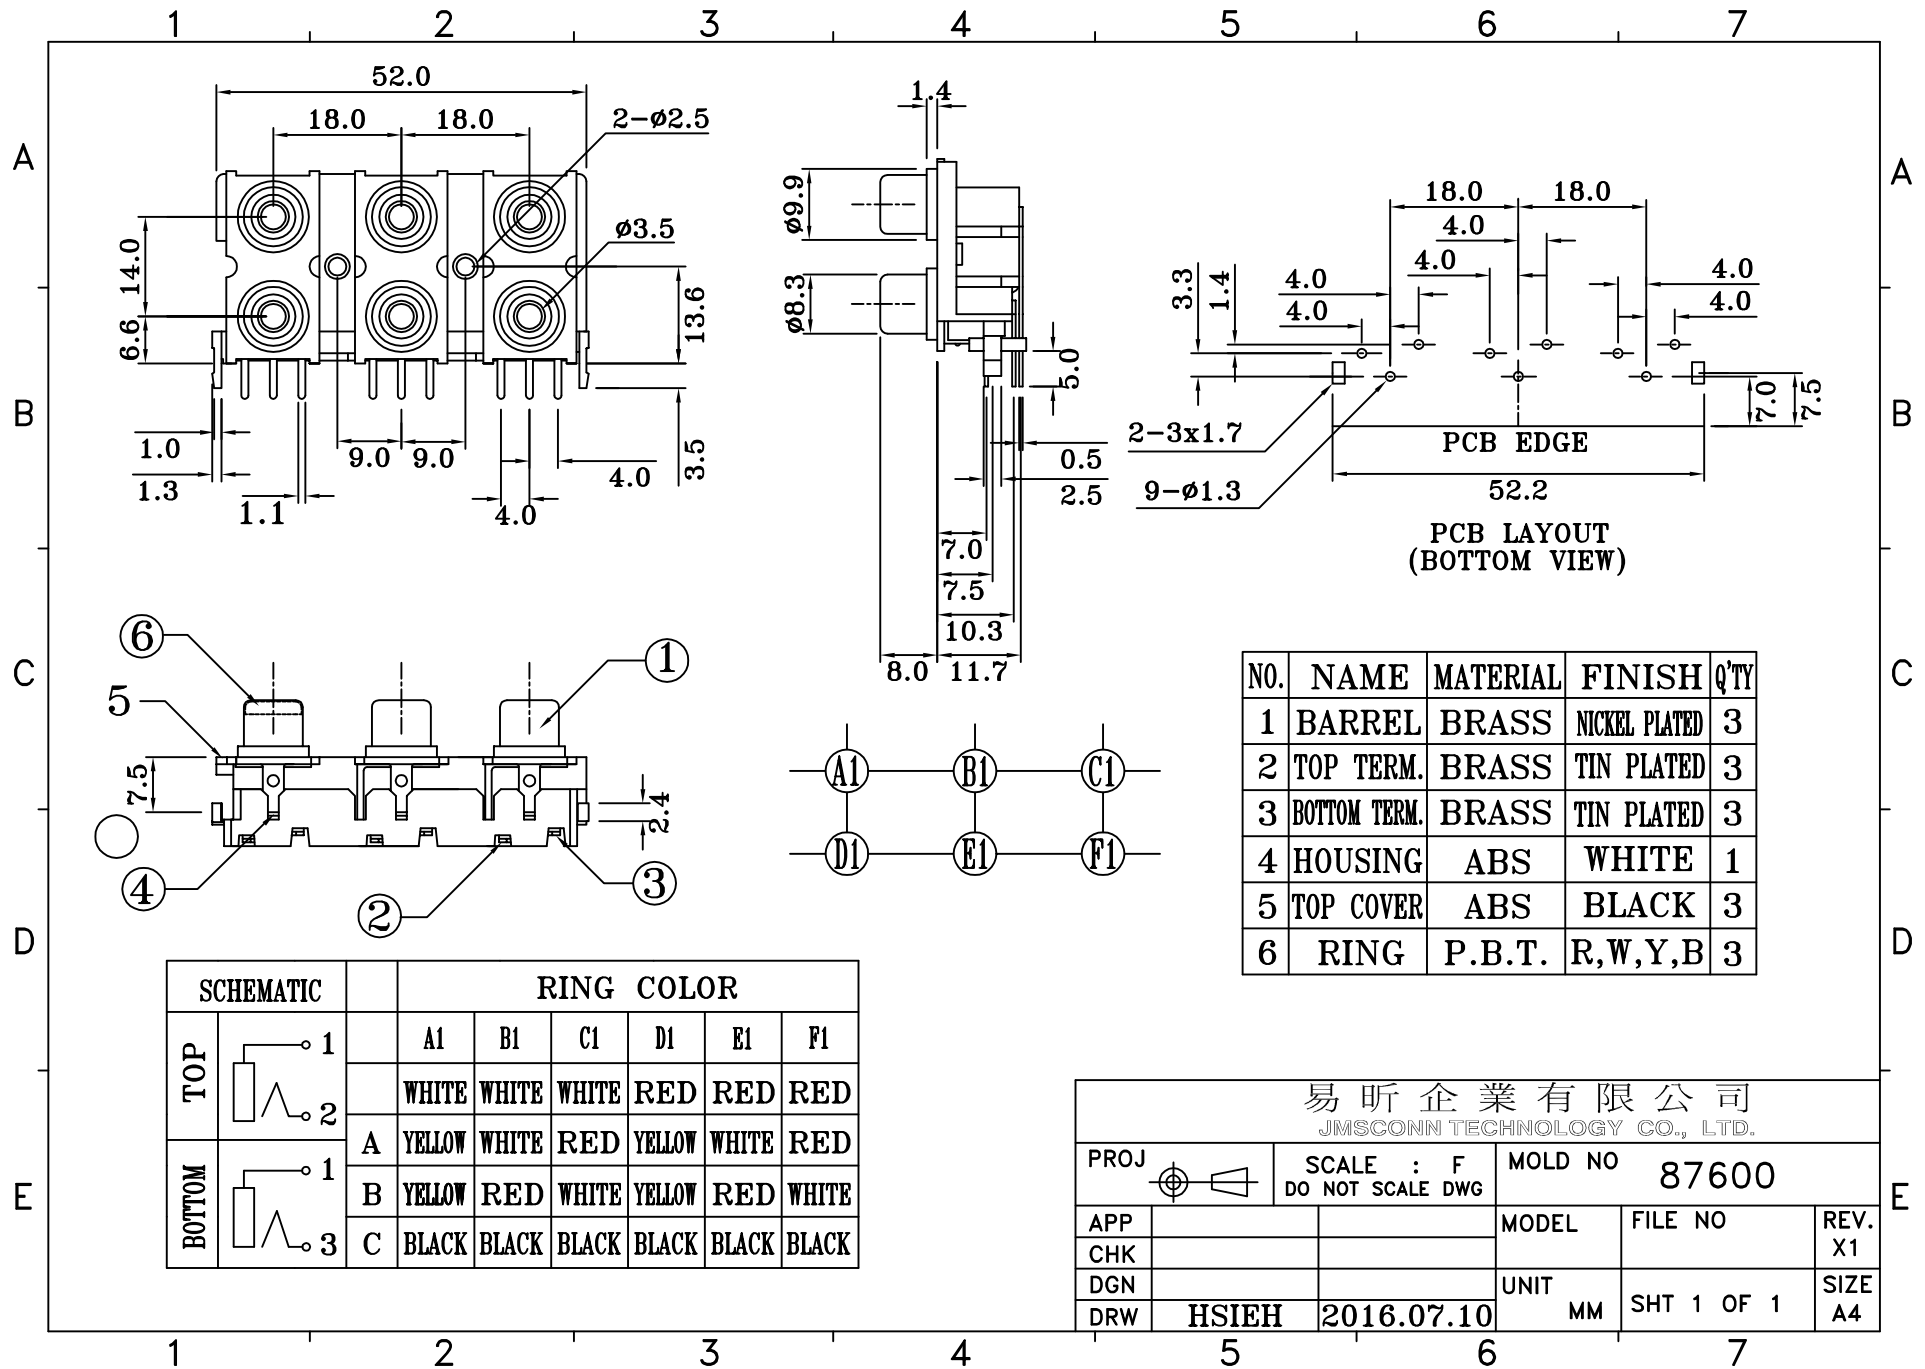 1 2 3 4 5 6 7
A
B
C
D
E
A
B
C
D
E
1 2 3 4 5 6 7
52.0
18.0 18.0
2-ø2.5
ø3.5
14.0
6.6
13.6
3.5
1.0
1.3
1.1
9.0 9.0
4.0
4.0
1.4
ø9.9
ø8.3
5.0
0.5
2.5
7.0
7.5
10.3
8.0 11.7
18.0 18.0
4.0
4.0
4.0
4.0
4.0
4.0
3.3
1.4
7.0
7.5
2-3x1.7
9-ø1.3
PCB EDGE
52.2
PCB LAYOUT
(BOTTOM VIEW)
6
5
1
7.5
2.4
4
2
3
A1 B1 C1
D1 E1 F1
NO. NAME MATERIAL FINISH Q'TY
1 BARREL BRASS NICKEL PLATED 3
2 TOP TERM. BRASS TIN PLATED 3
3 BOTTOM TERM. BRASS TIN PLATED 3
4 HOUSING ABS WHITE 1
5 TOP COVER ABS BLACK 3
6 RING P.B.T. R,W,Y,B 3
SCHEMATIC RING COLOR
TOP
1
2
BOTTOM
1
3
A1 B1 C1 D1 E1 F1
WHITE WHITE WHITE RED RED RED
A YELLOW WHITE RED YELLOW WHITE RED
B YELLOW RED WHITE YELLOW RED WHITE
C BLACK BLACK BLACK BLACK BLACK BLACK
易昕企業有限公司
JMSCONN TECHNOLOGY CO., LTD.
PROJ
SCALE : F
DO NOT SCALE DWG
MOLD NO 87600
APP
CHK
DGN
DRW HSIEH 2016.07.10
MODEL
FILE NO
REV.
X1
UNIT
MM
SHT 1 OF 1
SIZE
A4